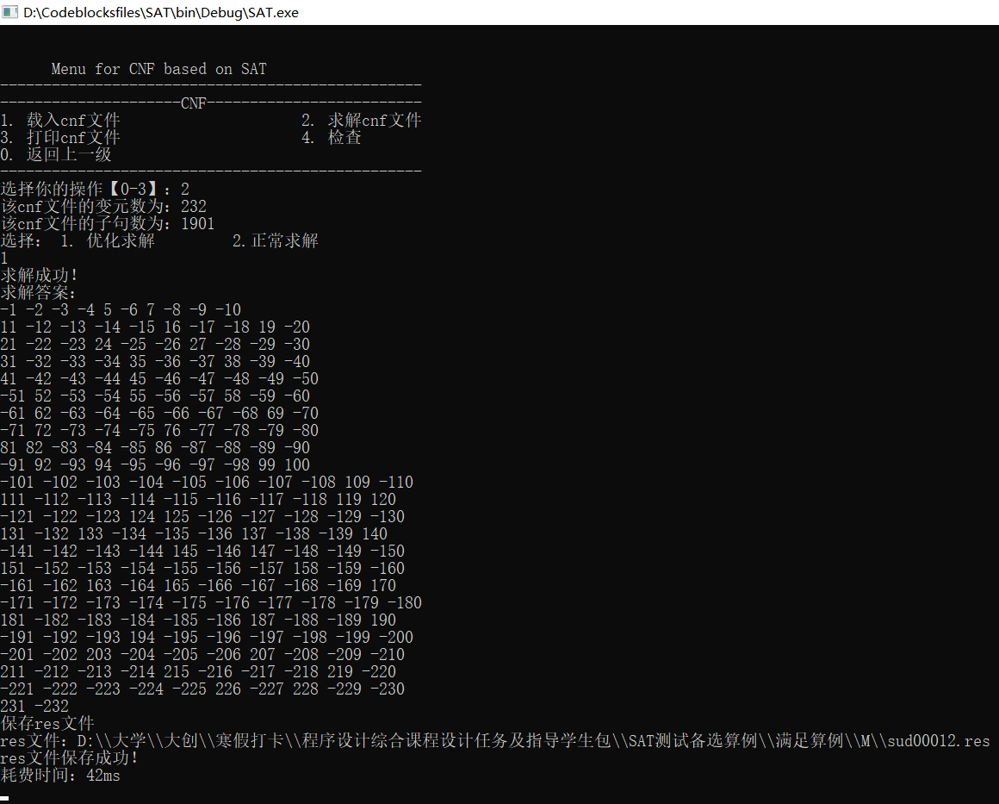 D:\Codeblocksfiles\SAT\bin\Debug\SAT.exe
Menu for CNF based on SAT
-------------------------------------------------
---------------------CNF-------------------------
1. 载入cnf文件                     2. 求解cnf文件
3. 打印cnf文件                     4. 检查
0. 返回上一级
-------------------------------------------------
选择你的操作【0-3】: 2
该cnf文件的变元数为: 232
该cnf文件的子句数为: 1901
选择:  1. 优化求解         2.正常求解
1
求解成功!
求解答案:
-1 -2 -3 -4 5 -6 7 -8 -9 -10
11 -12 -13 -14 -15 16 -17 -18 19 -20
21 -22 -23 24 -25 -26 27 -28 -29 -30
31 -32 -33 -34 35 -36 -37 38 -39 -40
41 -42 -43 -44 45 -46 -47 -48 -49 -50
-51 52 -53 -54 55 -56 -57 58 -59 -60
-61 62 -63 -64 -65 -66 -67 -68 69 -70
-71 72 -73 -74 -75 76 -77 -78 -79 -80
81 82 -83 -84 -85 86 -87 -88 -89 -90
-91 92 -93 94 -95 -96 -97 -98 99 100
-101 -102 -103 -104 -105 -106 -107 -108 109 -110
111 -112 -113 -114 -115 -116 -117 -118 119 120
-121 -122 -123 124 125 -126 -127 -128 -129 -130
131 -132 133 -134 -135 -136 137 -138 -139 140
-141 -142 -143 -144 145 -146 147 -148 -149 -150
151 -152 -153 -154 -155 -156 -157 158 -159 -160
-161 -162 163 -164 165 -166 -167 -168 -169 170
-171 -172 -173 -174 -175 -176 -177 -178 -179 -180
181 -182 -183 -184 -185 -186 187 -188 -189 190
-191 -192 -193 194 -195 -196 -197 -198 -199 -200
-201 -202 203 -204 -205 -206 207 -208 -209 -210
211 -212 -213 -214 215 -216 -217 -218 219 -220
-221 -222 -223 -224 -225 226 -227 228 -229 -230
231 -232
保存res文件
res文件: D:\\大学\\大创\\寒假打卡\\程序设计综合课程设计任务及指导学生包\\SAT测试备选算例\\满足算例\\M\\sud00012.res
res文件保存成功!
耗费时间: 42ms